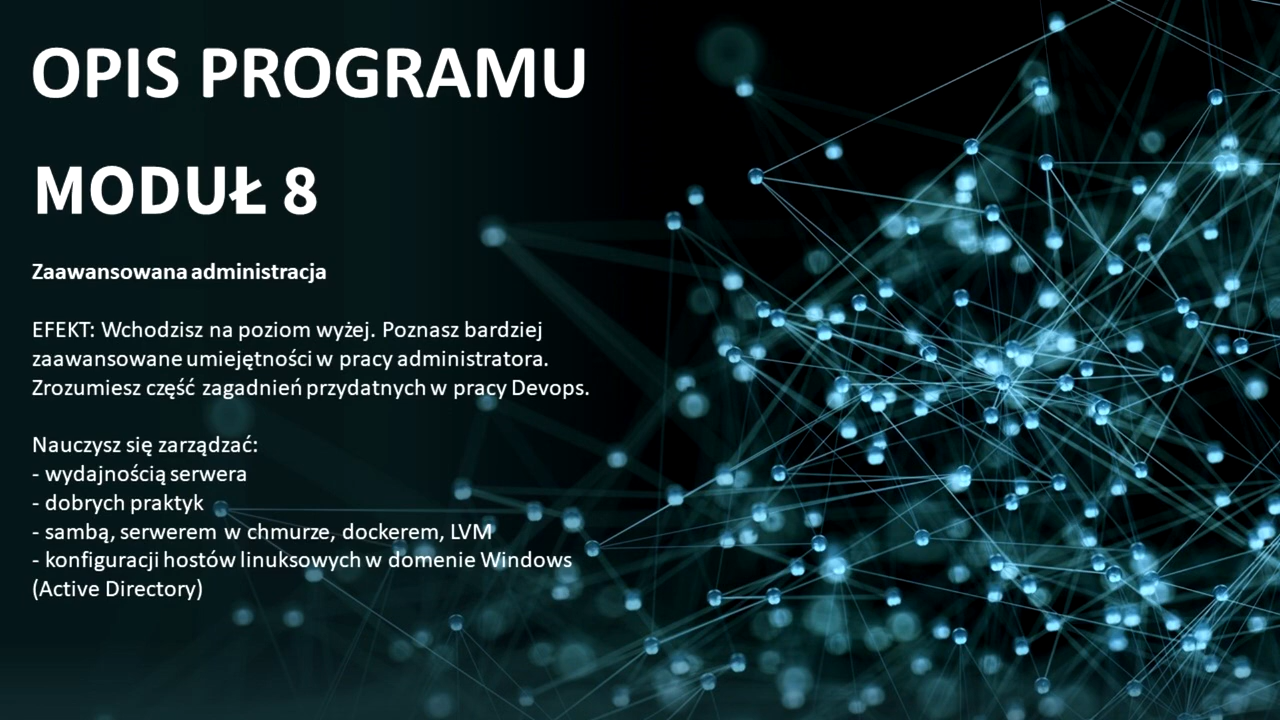 OPIS PROGRAMU
MODUŁ 8
Zaawansowana administracja
EFEKT: Wchodzisz na poziom wyżej. Poznasz bardziej
zaawansowane umiejętności w pracy administratora.
Zrozumiesz część zagadnień przydatnych w pracy Devops.
Nauczysz się zarządzać:
- wydajnością serwera
- dobrych praktyk
- sambą, serwerem w chmurze, dockerem, LVM
- konfiguracji hostów linuksowych w domenie Windows
(Active Directory)